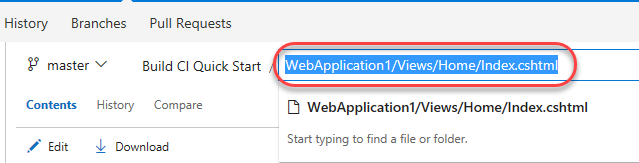 History Branches Pull Requests
master Build CI Quick Start / WebApplication1/Views/Home/Index.cshtml
Contents History Compare WebApplication1/Views/Home/Index.cshtml
Edit Download Start typing to find a file or folder.